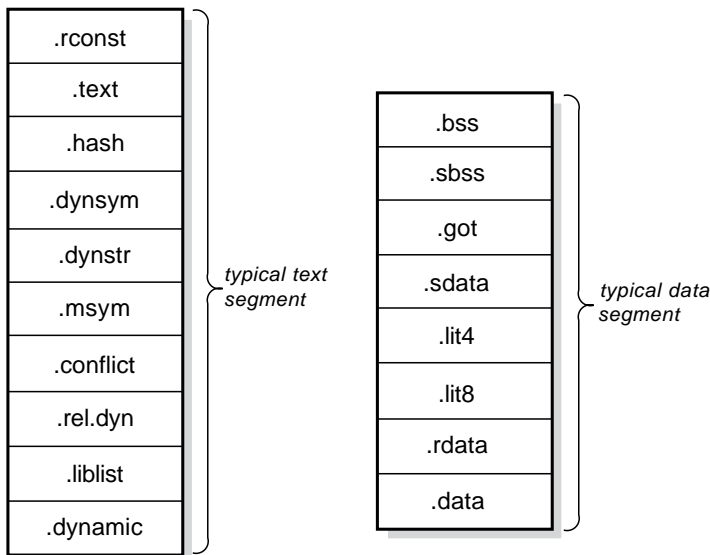 .rconst
.text
.hash
.dynsym
.dynstr
.msym
.conflict
.rel.dyn
.liblist
.dynamic
typical text
segment
.bss
.sbss
.got
.sdata
.lit4
.lit8
.rdata
.data
typical data
segment